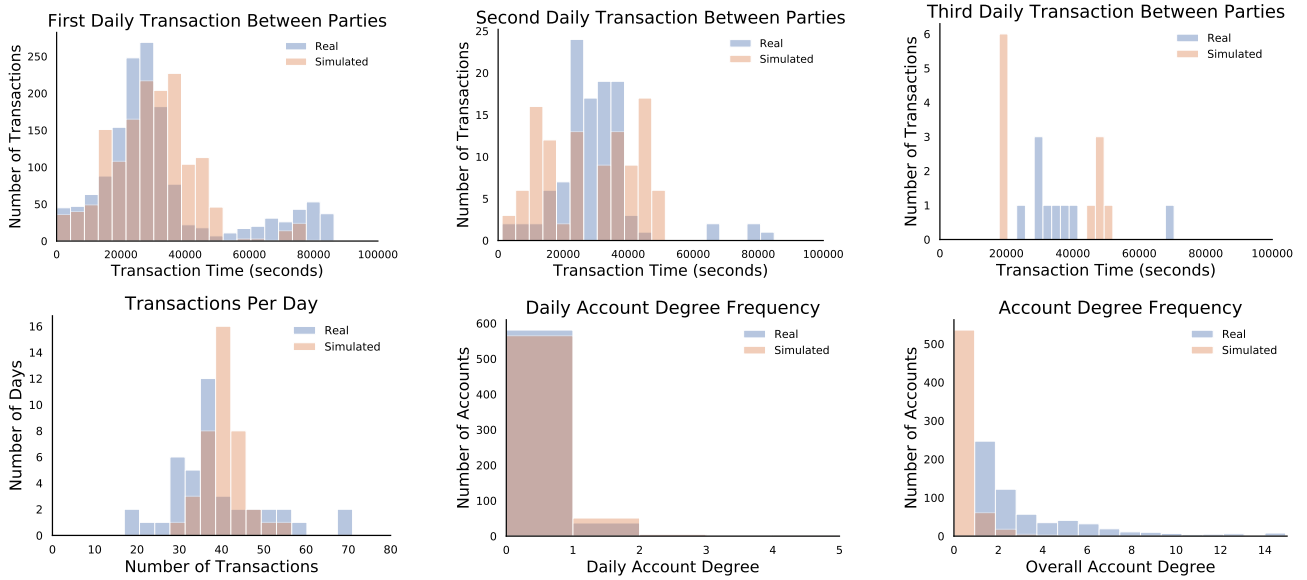 First Daily Transaction Between Parties
Number of Transactions
250
200
150
100
50
0
Real
Simulated
0 20000 40000 60000 80000 100000
Transaction Time (seconds)
Second Daily Transaction Between Parties
Number of Transactions
25
20
15
10
5
0
Real
Simulated
0 20000 40000 60000 80000 100000
Transaction Time (seconds)
Third Daily Transaction Between Parties
Number of Transactions
6
5
4
3
2
1
0
Real
Simulated
0 20000 40000 60000 80000 100000
Transaction Time (seconds)
Transactions Per Day
Number of Days
16
14
12
10
8
6
4
2
0
Real
Simulated
0 10 20 30 40 50 60 70 80
Number of Transactions
Daily Account Degree Frequency
Number of Accounts
600
500
400
300
200
100
0
Real
Simulated
0 1 2 3 4 5
Daily Account Degree
Account Degree Frequency
Number of Accounts
500
400
300
200
100
0
Real
Simulated
0 2 4 6 8 10 12 14
Overall Account Degree